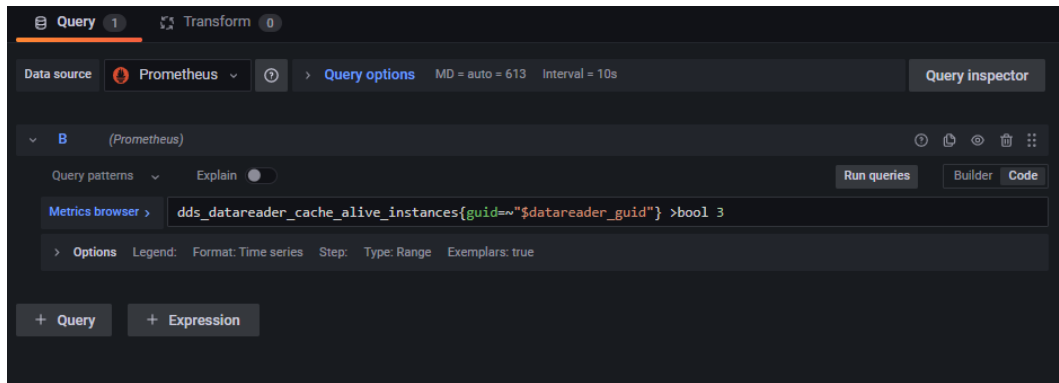 Query 1 Transform 0
Data source Prometheus Query options MD = auto = 613 Interval = 10s Query inspector
B (Prometheus)
Query patterns Explain Run queries Builder Code
Metrics browser > dds_datareader_cache_alive_instances{guid=~"$datareader_guid"} >bool 3
> Options Legend: Format: Time series Step: Type: Range Exemplars: true
+ Query + Expression